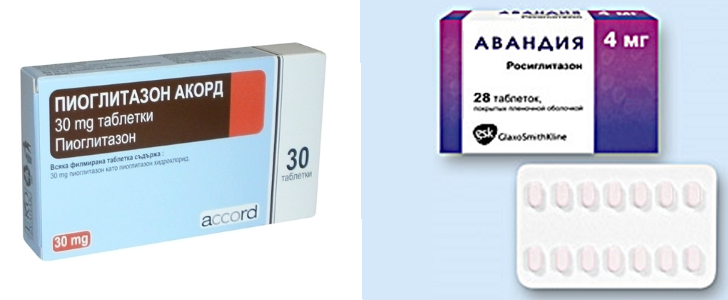 ПИОГЛИТАЗОН АКОРД
30 mg таблетки
Пиоглитазон
Всяка филмирана таблетка съдържа :
30 mg пиоглитазон като пиоглитазон хидрохлорид.
30
таблетки
accord
30 mg
АВАНДИЯ
4 мг
Росиглитазон
28 таблеток,
покрытых пленочной оболочкой
gsk GlaxoSmithKline